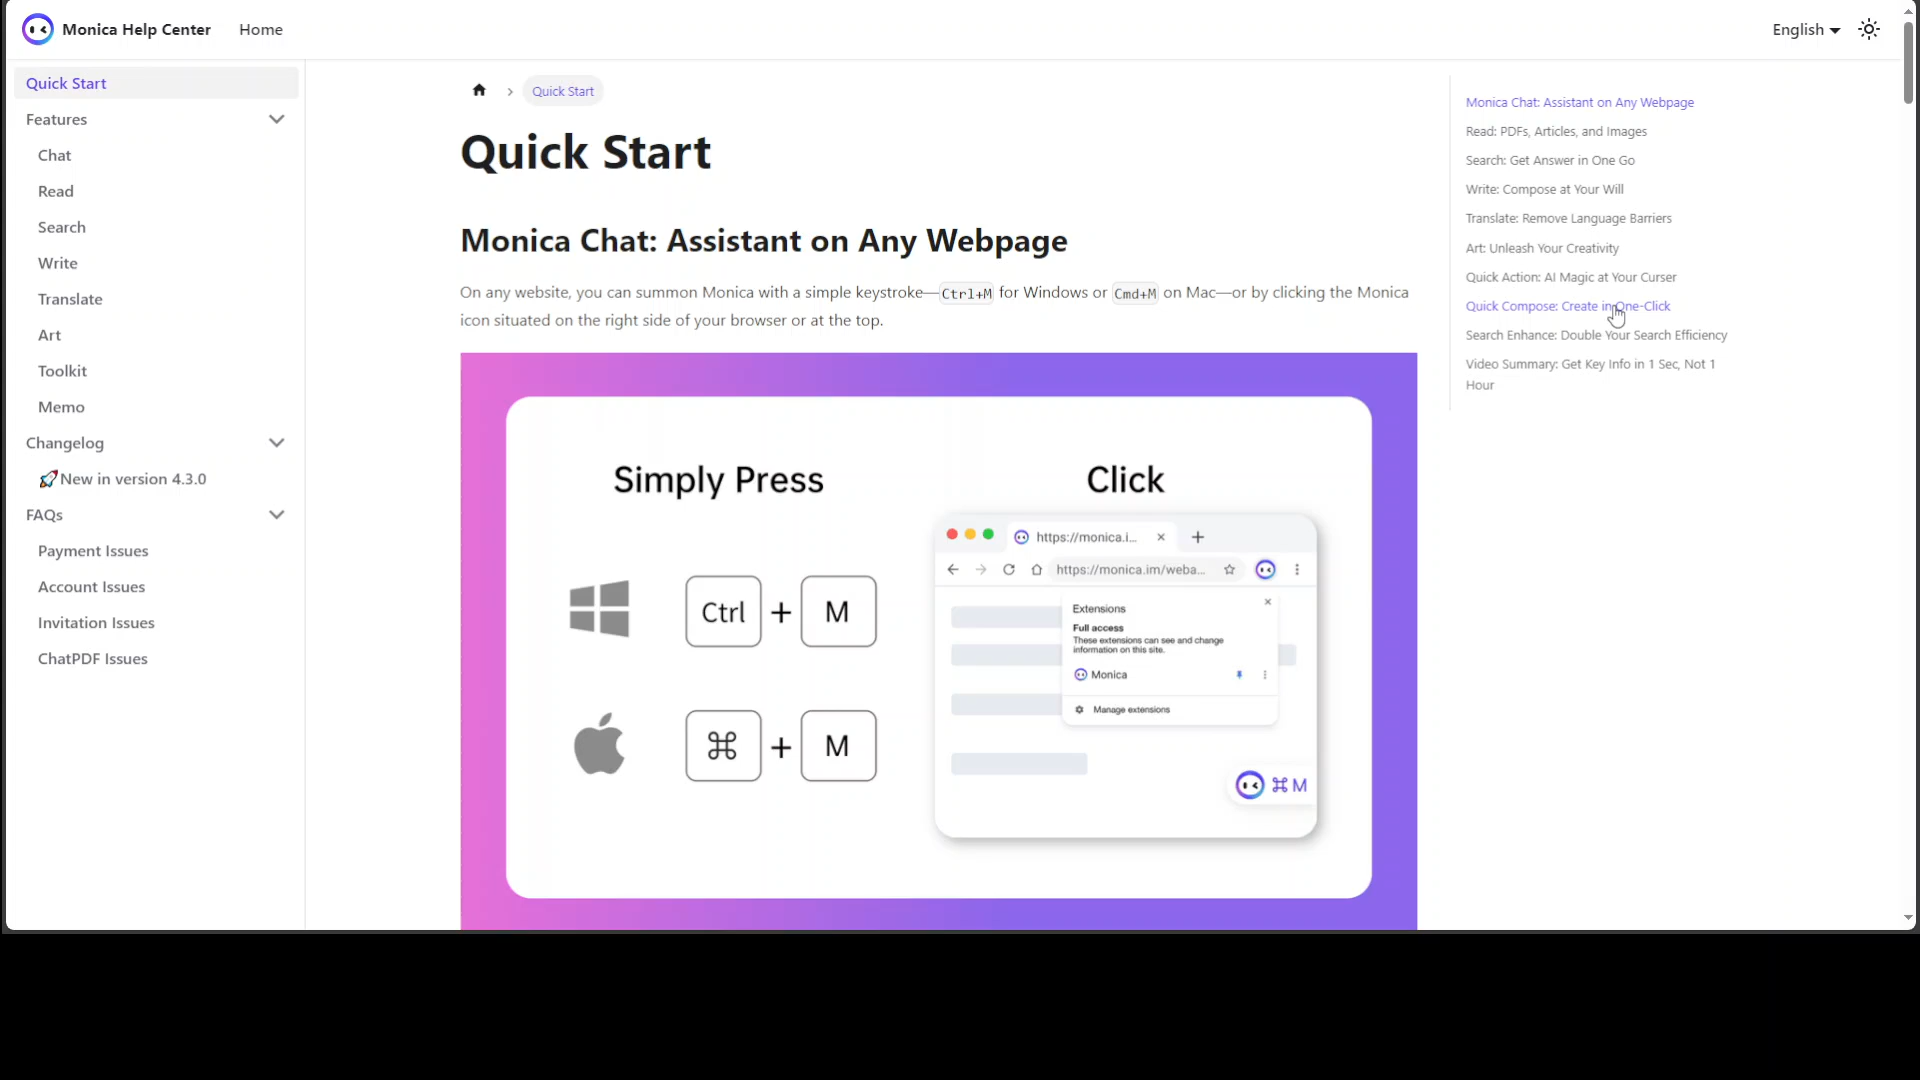 Monica Help Center
Home
English
Quick Start
Features
Chat
Read
Search
Write
Translate
Art
Toolkit
Memo
Changelog
🚀New in version 4.3.0
FAQs
Payment Issues
Account Issues
Invitation Issues
ChatPDF Issues
Quick Start
Quick Start
Monica Chat: Assistant on Any Webpage
On any website, you can summon Monica with a simple keystroke—Ctrl+M for Windows or Cmd+M on Mac—or by clicking the Monica
icon situated on the right side of your browser or at the top.
Simply Press
Ctrl + M
⌘ + M
Click
https://monica.i...
https://monica.im/weba...
Extensions
Full access
These extensions can see and change
information on this site.
Monica
Manage extensions
⌘ M
Monica Chat: Assistant on Any Webpage
Read: PDFs, Articles, and Images
Search: Get Answer in One Go
Write: Compose at Your Will
Translate: Remove Language Barriers
Art: Unleash Your Creativity
Quick Action: AI Magic at Your Curser
Quick Compose: Create in One-Click
Search Enhance: Double Your Search Efficiency
Video Summary: Get Key Info in 1 Sec, Not 1
Hour